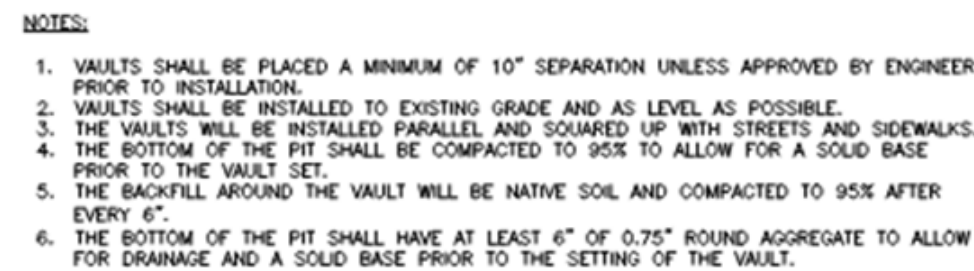 NOTES:
1. VAULTS SHALL BE PLACED A MINIMUM OF 10" SEPARATION UNLESS APPROVED BY ENGINEER
PRIOR TO INSTALLATION.
2. VAULTS SHALL BE INSTALLED TO EXISTING GRADE AND AS LEVEL AS POSSIBLE.
3. THE VAULTS WILL BE INSTALLED PARALLEL AND SQUARED UP WITH STREETS AND SIDEWALKS.
4. THE BOTTOM OF THE PIT SHALL BE COMPACTED TO 95% TO ALLOW FOR A SOLID BASE
PRIOR TO THE VAULT SET.
5. THE BACKFILL AROUND THE VAULT WILL BE NATIVE SOIL AND COMPACTED TO 95% AFTER
EVERY 6".
6. THE BOTTOM OF THE PIT SHALL HAVE AT LEAST 6" OF 0.75" ROUND AGGREGATE TO ALLOW
FOR DRAINAGE AND A SOLID BASE PRIOR TO THE SETTING OF THE VAULT.